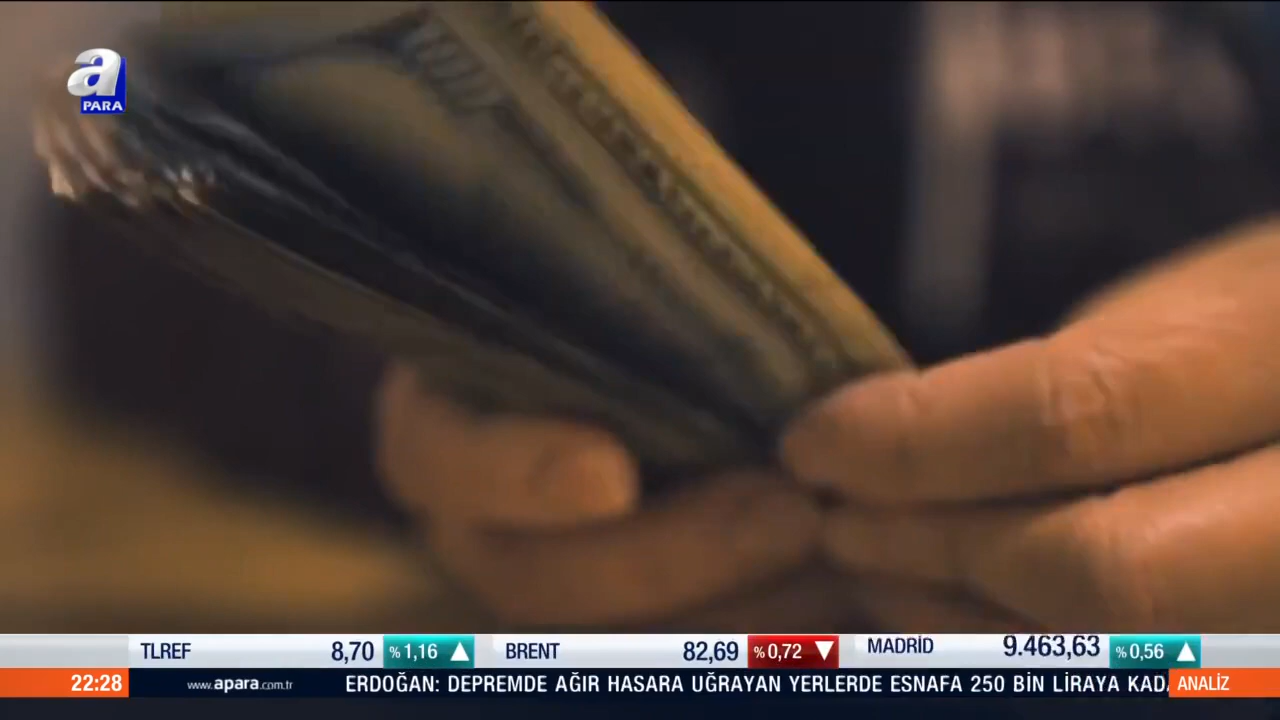 a
PARA
TLREF 8,70 %1,16 BRENT 82,69 %0,72 MADRİD 9.463,63 %0,56
22:28 www.apara.com.tr ERDOĞAN: DEPREMDE AĞIR HASARA UĞRAYAN YERLERDE ESNAFA 250 BİN LİRAYA KADA ANALİZ